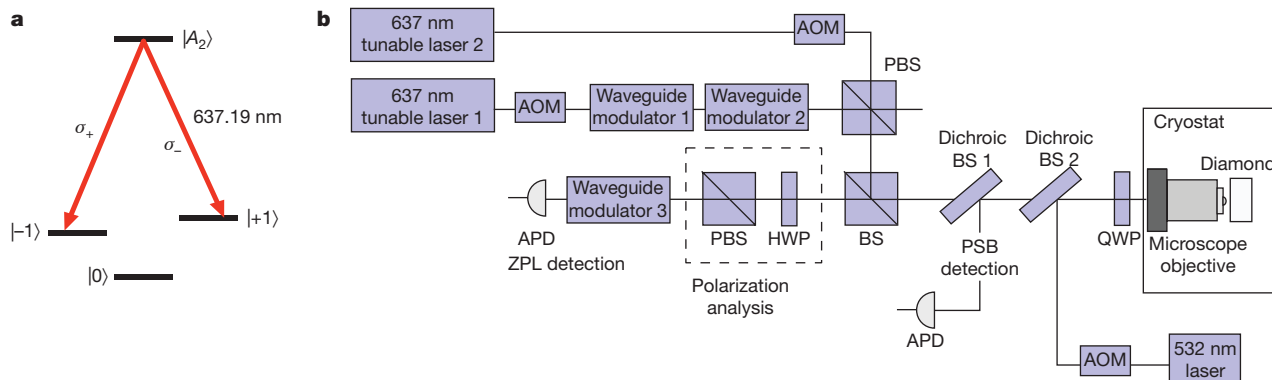 a
|A₂⟩
σ₊
637.19 nm
σ₋
|−1⟩
|+1⟩
|0⟩
b
637 nm
tunable laser 2
AOM
PBS
637 nm
tunable laser 1
AOM
Waveguide
modulator 1
Waveguide
modulator 2
Dichroic
BS 1
Dichroic
BS 2
Cryostat
Diamond
Waveguide
modulator 3
APD
ZPL detection
PBS
HWP
BS
Polarization
analysis
PSB
detection
APD
QWP
Microscope
objective
AOM
532 nm
laser